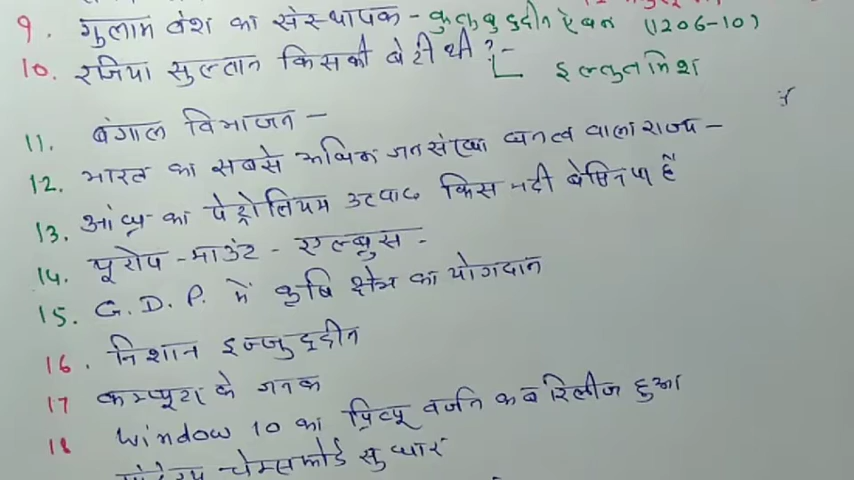 9. गुलाम वंश का संस्थापक - कुतुबुद्दीन ऐबक (1206-10)
10. रजिया सुल्तान किसकी बेटी थी ? -
इल्तुतमिश
11. बंगाल विभाजन -
12. भारत का सबसे अधिक जनसंख्या घनत्व वाला राज्य -
13. आंध्र का पेट्रोलियम उत्पाद किस नदी बेसिन में है
14. यूरोप - माउंट - एल्ब्रुस -
15. G.D.P. में कृषि क्षेत्र का योगदान
16. निशान इज्जुद्दीन
17 कम्प्यूटर के जनक
18 Window 10 का प्रिव्यू वर्जन कब रिलीज हुआ
चेम्सफोर्ड सुधार